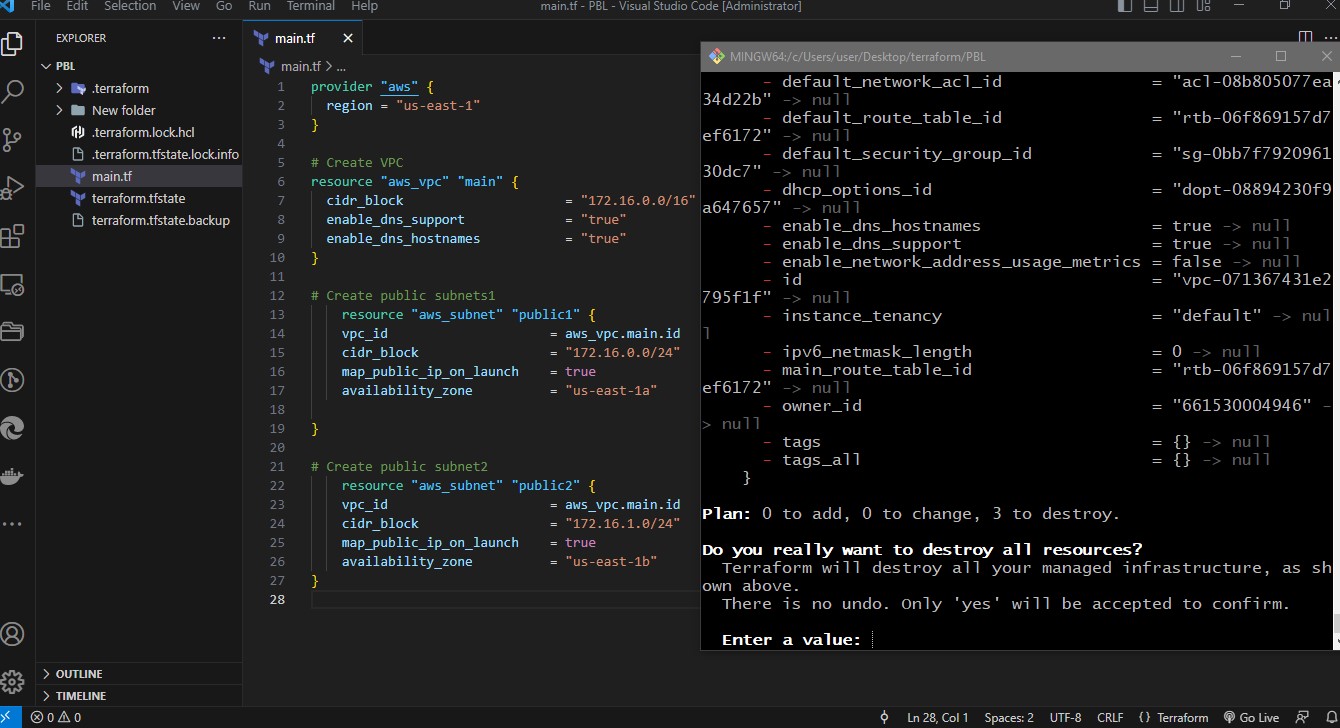 File Edit Selection View Go Run Terminal Help
main.tf - PBL - Visual Studio Code [Administrator]
EXPLORER
PBL
.terraform
New folder
.terraform.lock.hcl
.terraform.tfstate.lock.info
main.tf
terraform.tfstate
terraform.tfstate.backup
OUTLINE
TIMELINE
main.tf
main.tf > ...
1 provider "aws" {
2 region = "us-east-1"
3 }
4
5 # Create VPC
6 resource "aws_vpc" "main" {
7 cidr_block = "172.16.0.0/16"
8 enable_dns_support = "true"
9 enable_dns_hostnames = "true"
10 }
11
12 # Create public subnets1
13 resource "aws_subnet" "public1" {
14 vpc_id = aws_vpc.main.id
15 cidr_block = "172.16.0.0/24"
16 map_public_ip_on_launch = true
17 availability_zone = "us-east-1a"
18
19 }
20
21 # Create public subnet2
22 resource "aws_subnet" "public2" {
23 vpc_id = aws_vpc.main.id
24 cidr_block = "172.16.1.0/24"
25 map_public_ip_on_launch = true
26 availability_zone = "us-east-1b"
27 }
28
MINGW64:/c/Users/user/Desktop/terraform/PBL
- default_network_acl_id = "acl-08b805077ea
34d22b" -> null
- default_route_table_id = "rtb-06f869157d7
ef6172" -> null
- default_security_group_id = "sg-0bb7f7920961
30dc7" -> null
- dhcp_options_id = "dopt-08894230f9
a647657" -> null
- enable_dns_hostnames = true -> null
- enable_dns_support = true -> null
- enable_network_address_usage_metrics = false -> null
- id = "vpc-071367431e2
795f1f" -> null
- instance_tenancy = "default" -> nul
l
- ipv6_netmask_length = 0 -> null
- main_route_table_id = "rtb-06f869157d7
ef6172" -> null
- owner_id = "661530004946" -
> null
- tags = {} -> null
- tags_all = {} -> null
}
Plan: 0 to add, 0 to change, 3 to destroy.
Do you really want to destroy all resources?
Terraform will destroy all your managed infrastructure, as sh
own above.
There is no undo. Only 'yes' will be accepted to confirm.
Enter a value:
0 0 Ln 28, Col 1 Spaces: 2 UTF-8 CRLF {} Terraform Go Live